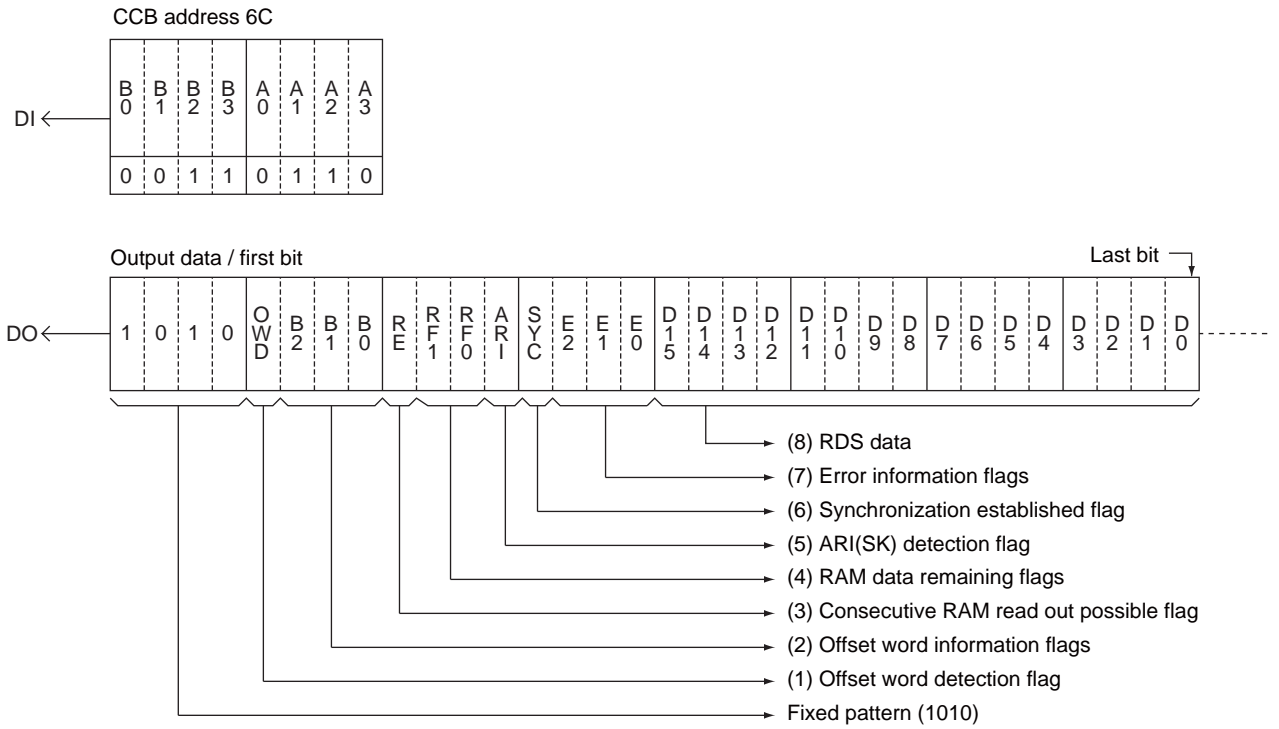 CCB address 6C
DI
B0 B1 B2 B3 A0 A1 A2 A3
0 0 1 1 0 1 1 0
Output data / first bit
Last bit
DO
1 0 1 0 OWD B2 B1 B0 RE RF1 RF0 ARI SYC E2 E1 E0 D15 D14 D13 D12 D11 D10 D9 D8 D7 D6 D5 D4 D3 D2 D1 D0
(8) RDS data
(7) Error information flags
(6) Synchronization established flag
(5) ARI(SK) detection flag
(4) RAM data remaining flags
(3) Consecutive RAM read out possible flag
(2) Offset word information flags
(1) Offset word detection flag
Fixed pattern (1010)